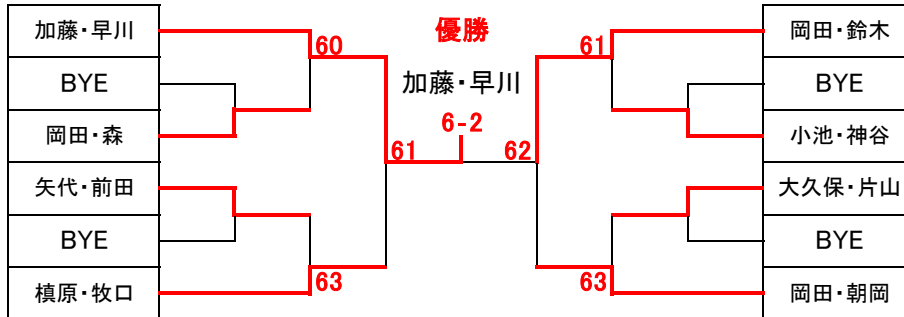 加藤・早川
BYE
岡田・森
矢代・前田
BYE
槙原・牧口
60
61
63
優勝
加藤・早川
6-2
61
62
63
岡田・鈴木
BYE
小池・神谷
大久保・片山
BYE
岡田・朝岡